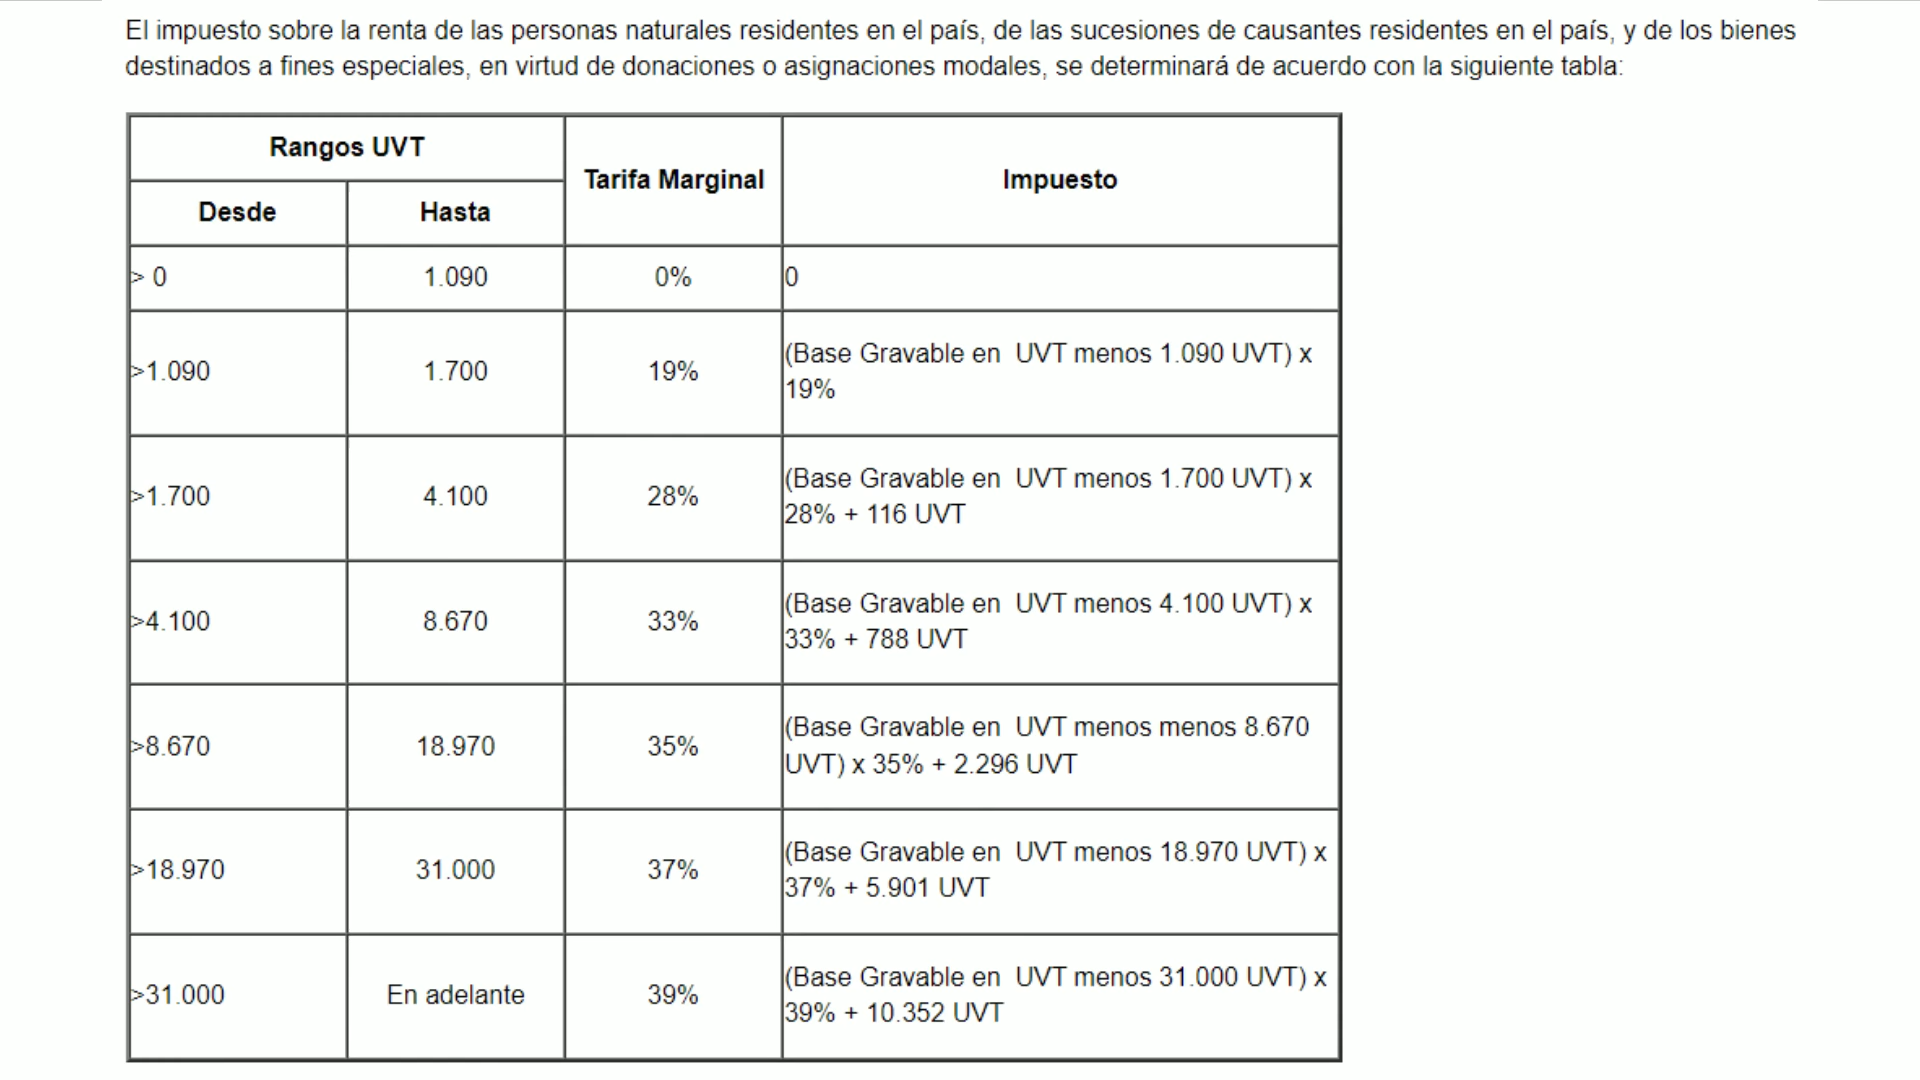 El impuesto sobre la renta de las personas naturales residentes en el país, de las sucesiones de causantes residentes en el país, y de los bienes
destinados a fines especiales, en virtud de donaciones o asignaciones modales, se determinará de acuerdo con la siguiente tabla:
Rangos UVT
Tarifa Marginal
Impuesto
Desde
Hasta
> 0
1.090
0%
0
>1.090
1.700
19%
(Base Gravable en UVT menos 1.090 UVT) x
19%
>1.700
4.100
28%
(Base Gravable en UVT menos 1.700 UVT) x
28% + 116 UVT
>4.100
8.670
33%
(Base Gravable en UVT menos 4.100 UVT) x
33% + 788 UVT
>8.670
18.970
35%
(Base Gravable en UVT menos menos 8.670
UVT) x 35% + 2.296 UVT
>18.970
31.000
37%
(Base Gravable en UVT menos 18.970 UVT) x
37% + 5.901 UVT
>31.000
En adelante
39%
(Base Gravable en UVT menos 31.000 UVT) x
39% + 10.352 UVT